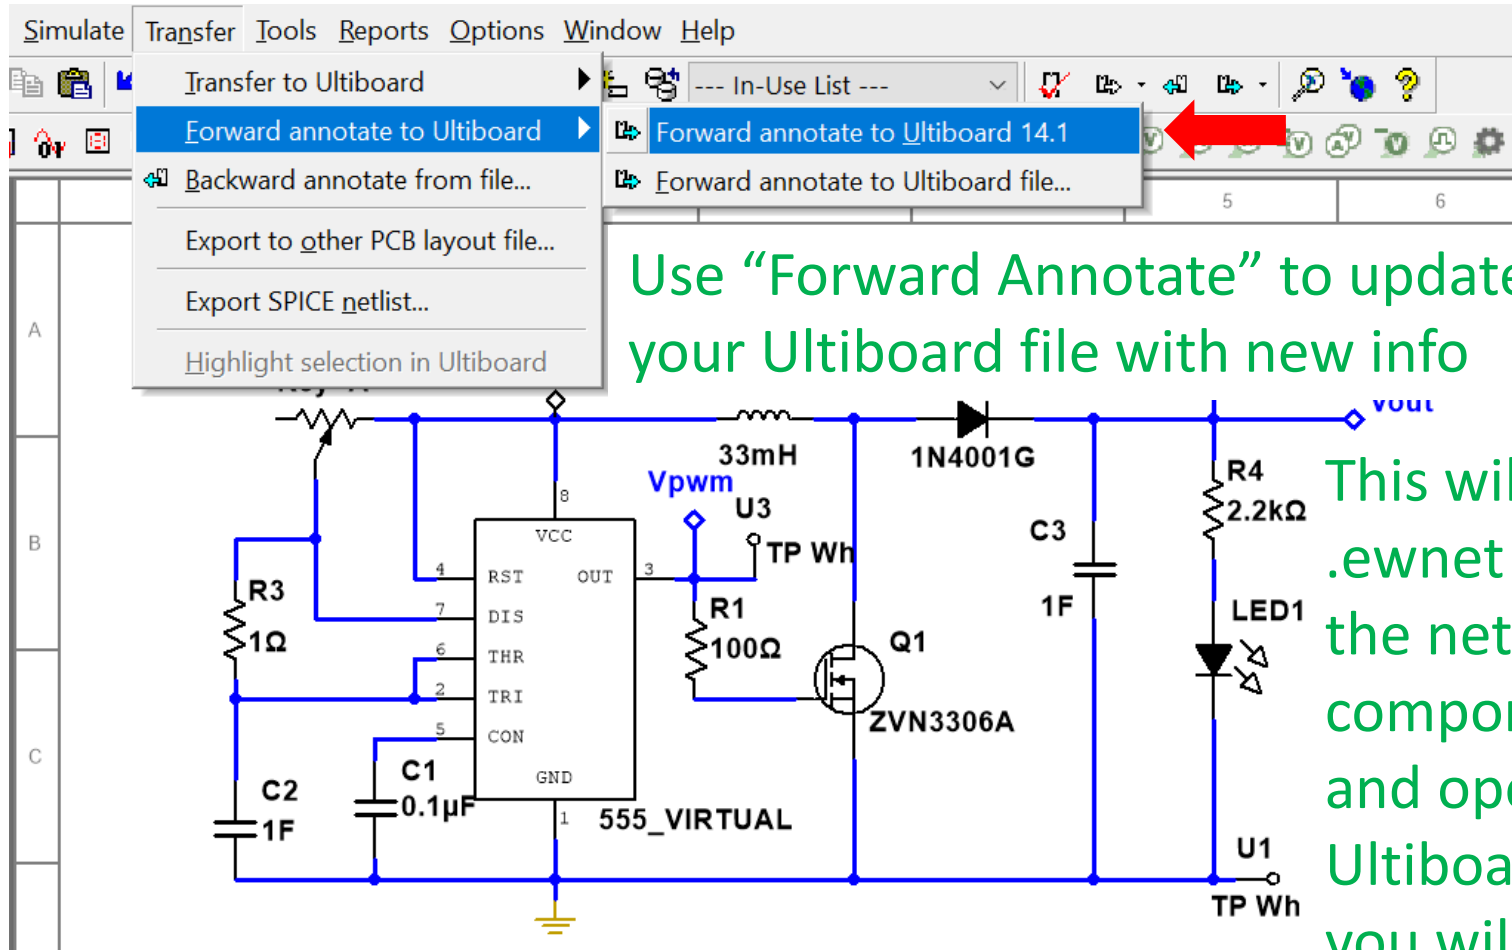 Simulate Transfer Tools Reports Options Window Help
Transfer to Ultiboard
--- In-Use List ---
Forward annotate to Ultiboard
Forward annotate to Ultiboard 14.1
Backward annotate from file...
Forward annotate to Ultiboard file...
5 6
Export to other PCB layout file...
Export SPICE netlist...
Highlight selection in Ultiboard
Use “Forward Annotate” to update
your Ultiboard file with new info
A
Vout
33mH
1N4001G
Vpwm
U3
TP Wh
8
VCC
R4
2.2kΩ
This wil
.ewnet
the net
compo
and ope
Ultiboa
you wil
B
C3
1F
4 RST OUT 3
R3
1Ω
7 DIS
R1
100Ω
LED1
6 THR
Q1
2 TRI
ZVN3306A
5 CON
C
C1
0.1µF
GND
C2
1F
1
555_VIRTUAL
U1
TP Wh